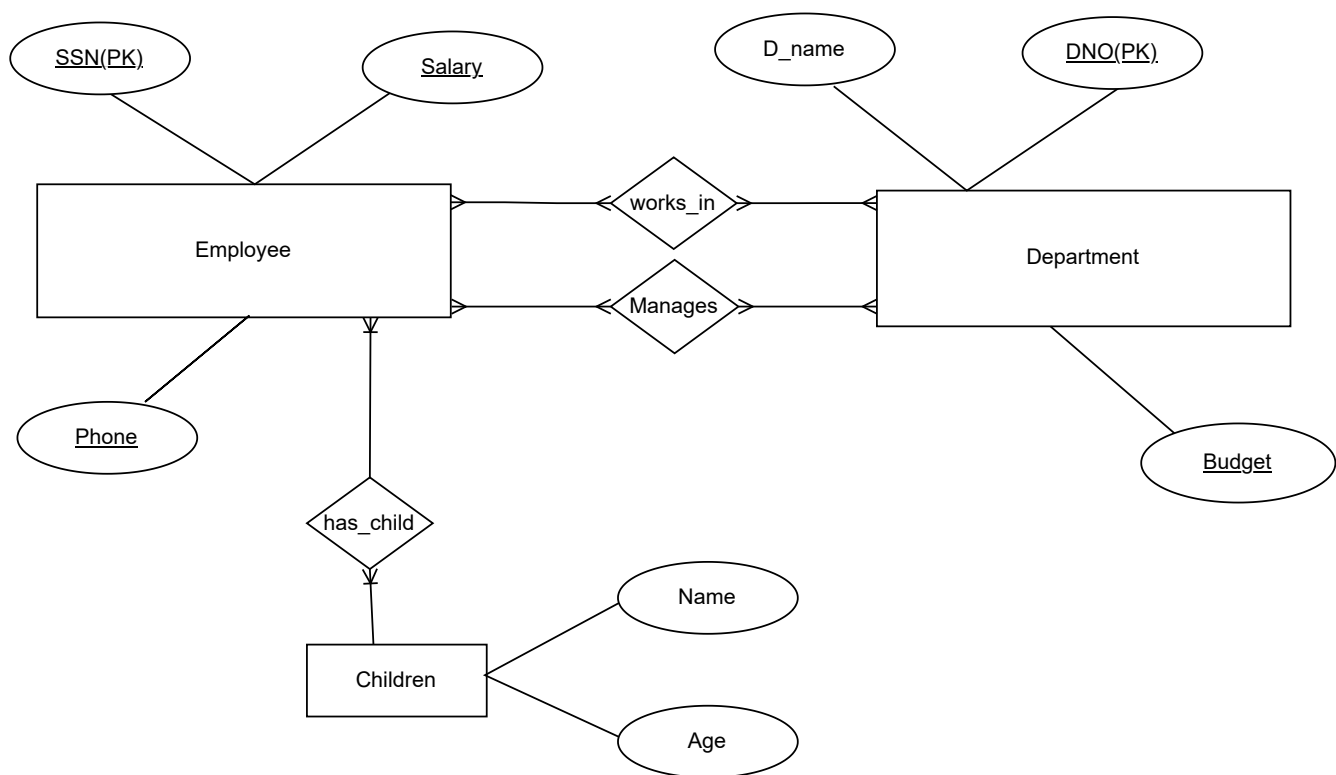 SSN(PK)
Salary
D_name
DNO(PK)
works_in
Employee
Department
Manages
Phone
Budget
has_child
Name
Children
Age